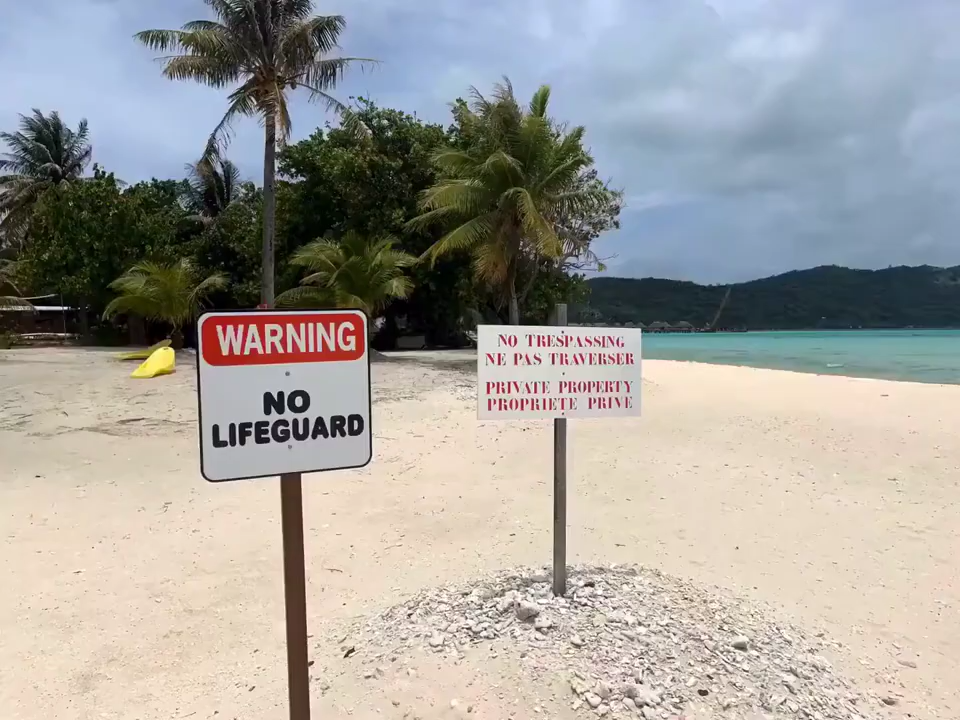 WARNING
NO
LIFEGUARD
NO TRESPASSING
NE PAS TRAVERSER
PRIVATE PROPERTY
PROPRIETE PRIVE